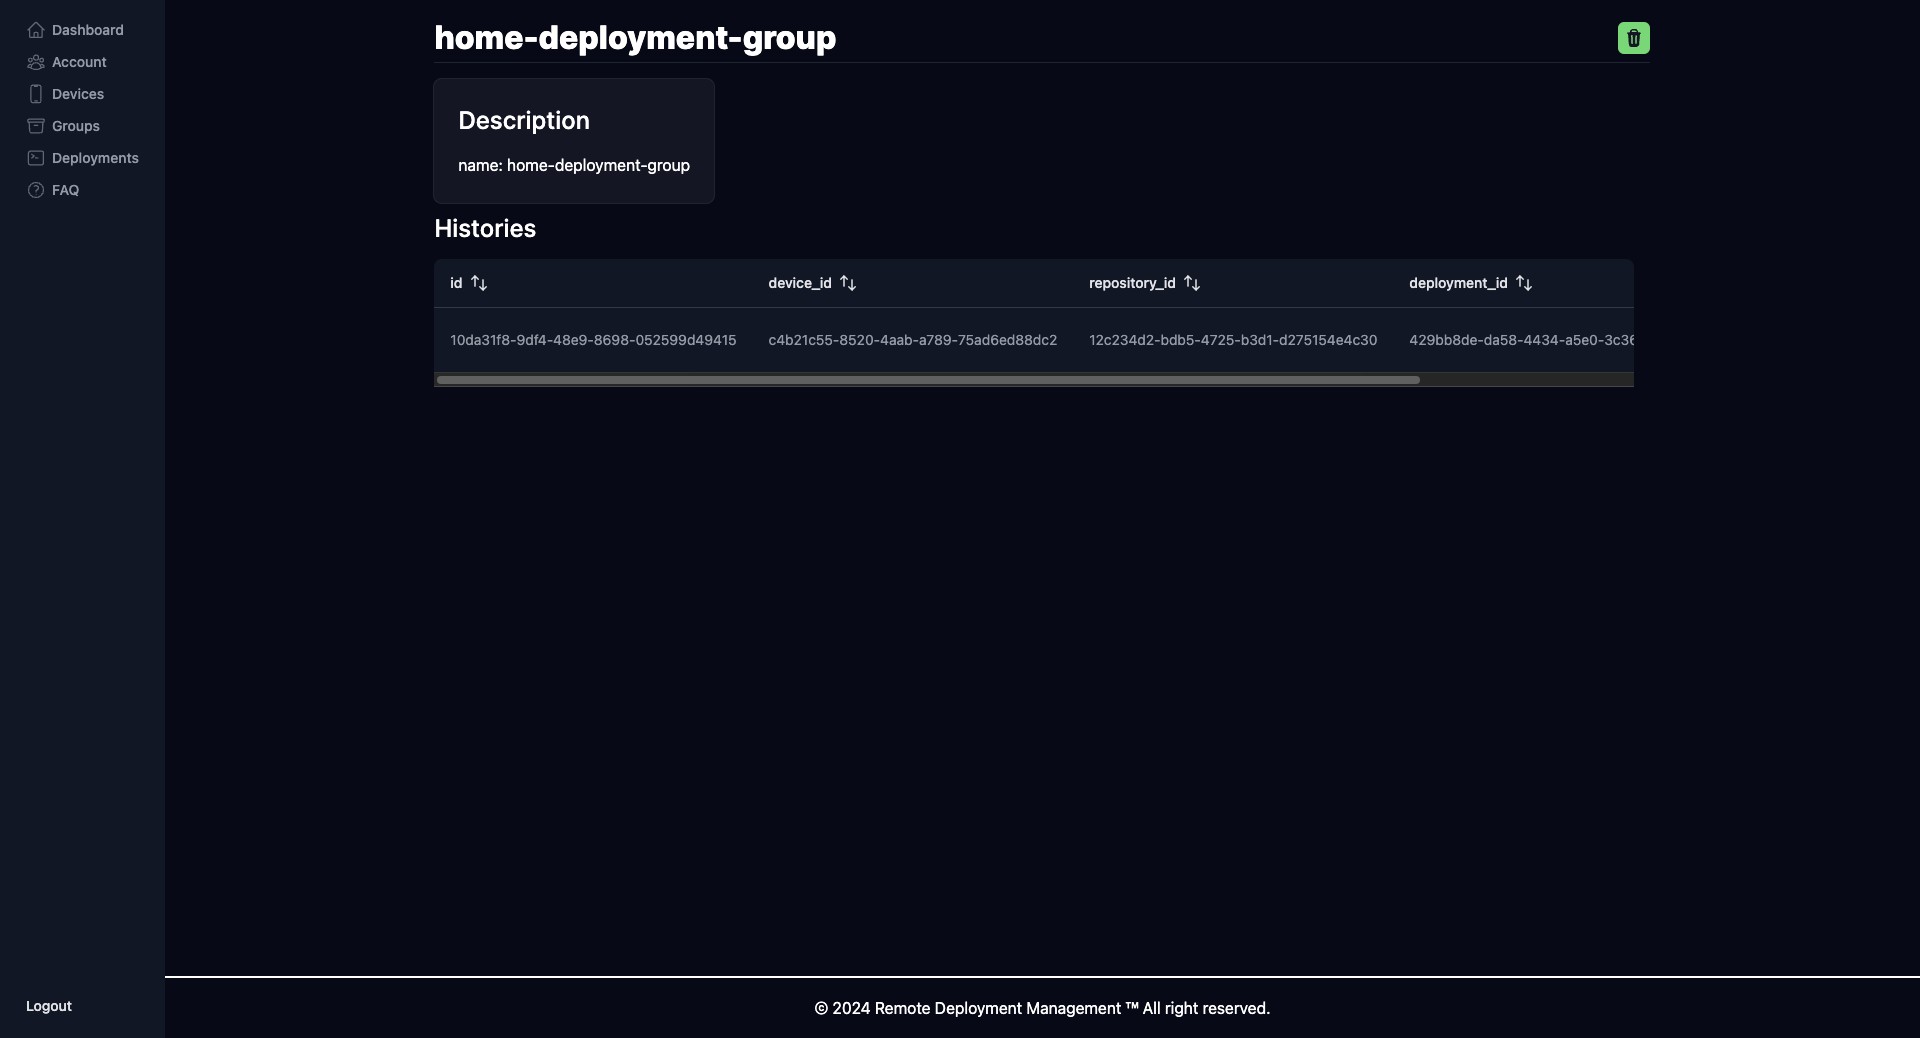 Dashboard
Account
Devices
Groups
Deployments
FAQ
Logout
home-deployment-group
Description
name: home-deployment-group
Histories
id device_id repository_id deployment_id
10da31f8-9df4-48e9-8698-052599d49415 c4b21c55-8520-4aab-a789-75ad6ed88dc2 12c234d2-bdb5-4725-b3d1-d275154e4c30 429bb8de-da58-4434-a5e0-3c36
© 2024 Remote Deployment Management ™ All right reserved.